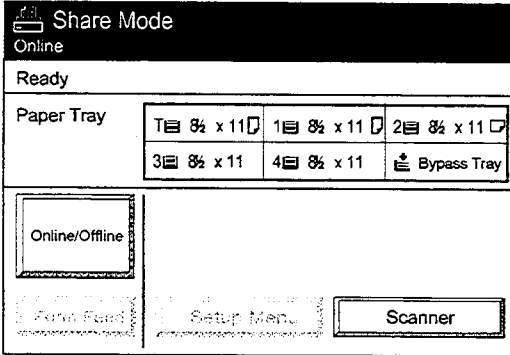 Share Mode
Online
Ready
Paper Tray
T 8½ x 11 1 8½ x 11 2 8½ x 11
3 8½ x 11 4 8½ x 11 Bypass Tray
Online/Offline
Form Feed Setup Menu Scanner